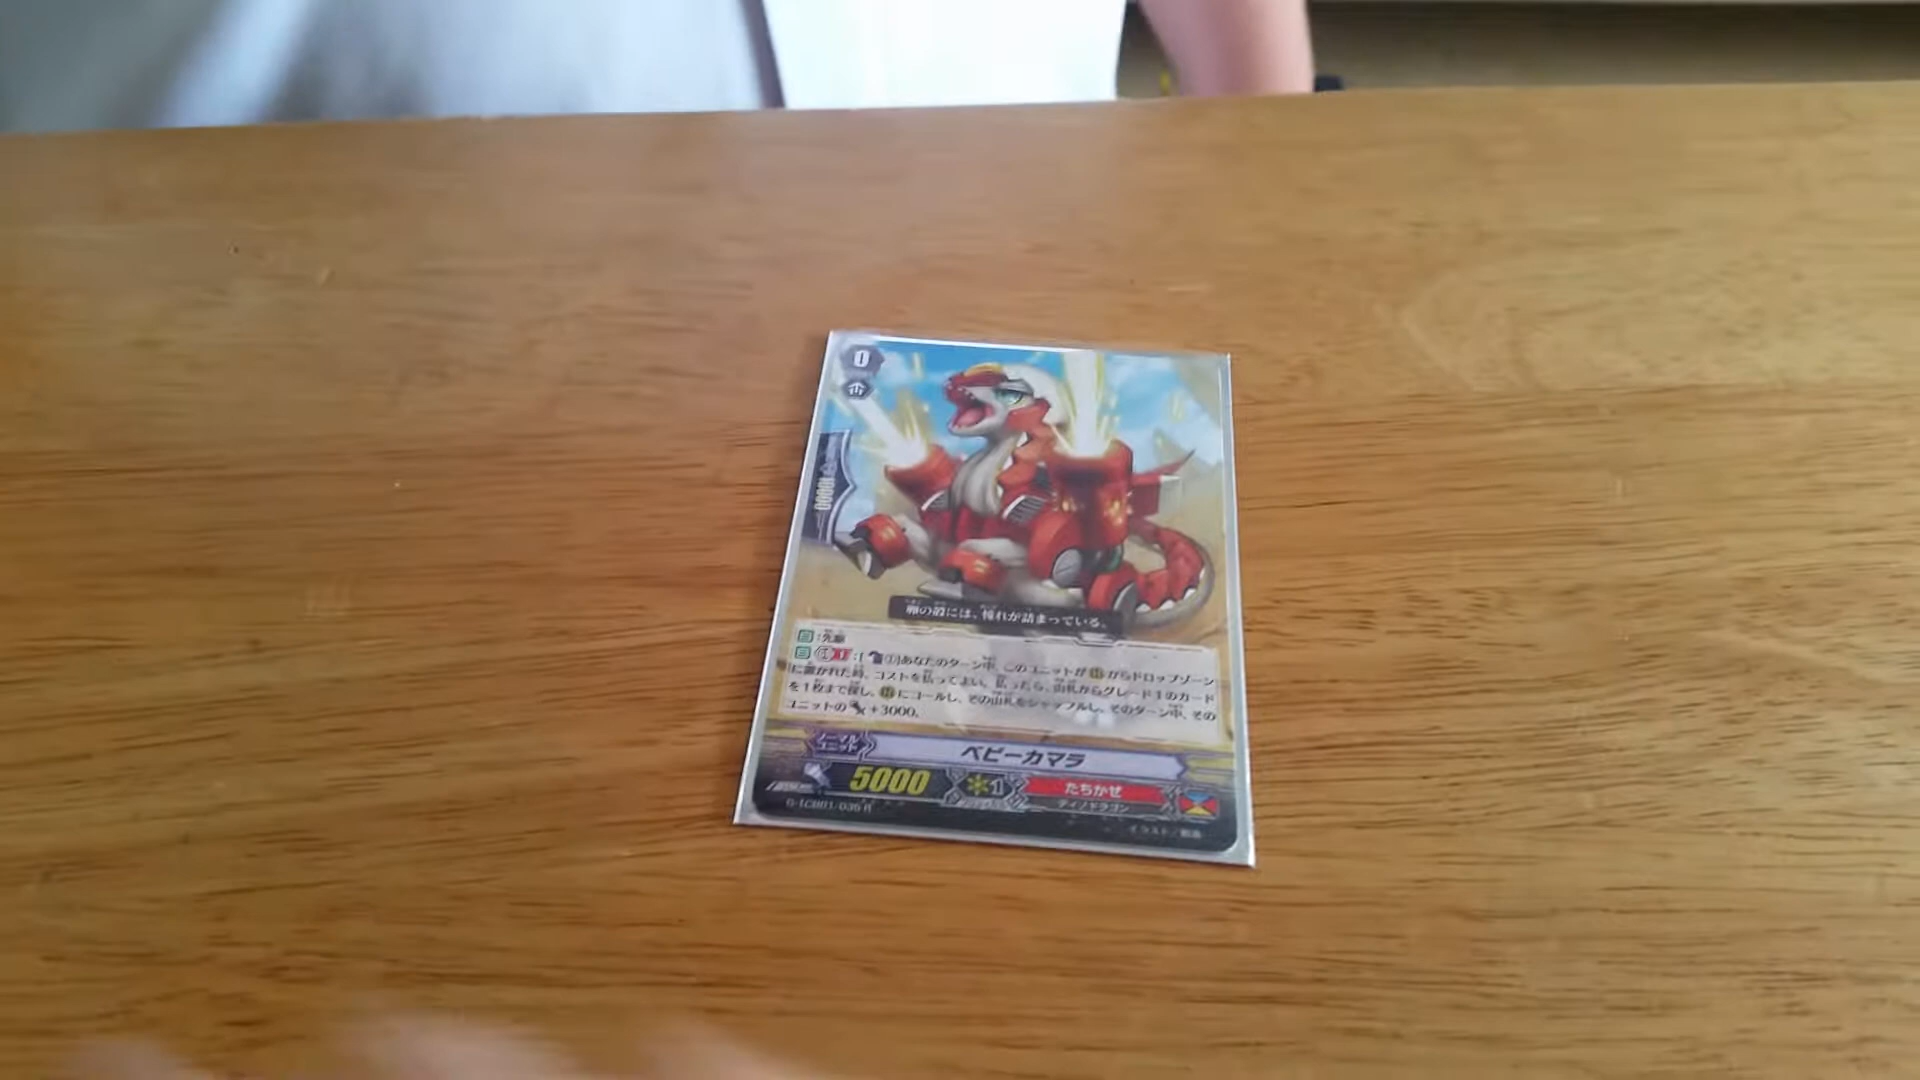 0
10000
卵の殻には、憧れが詰まっている。
自:先駆
自 GB1:[①]あなたのターン中、このユニットがRからドロップゾーン
に置かれた時、コストを払ってよい。払ったら、山札からグレード1のカード
を1枚まで探し、Rにコールし、その山札をシャッフルし、そのターン中、その
ユニットの+3000。
ノーマル
ユニット
ベビーカマラ
5000
1
たちかぜ
ディノドラゴン